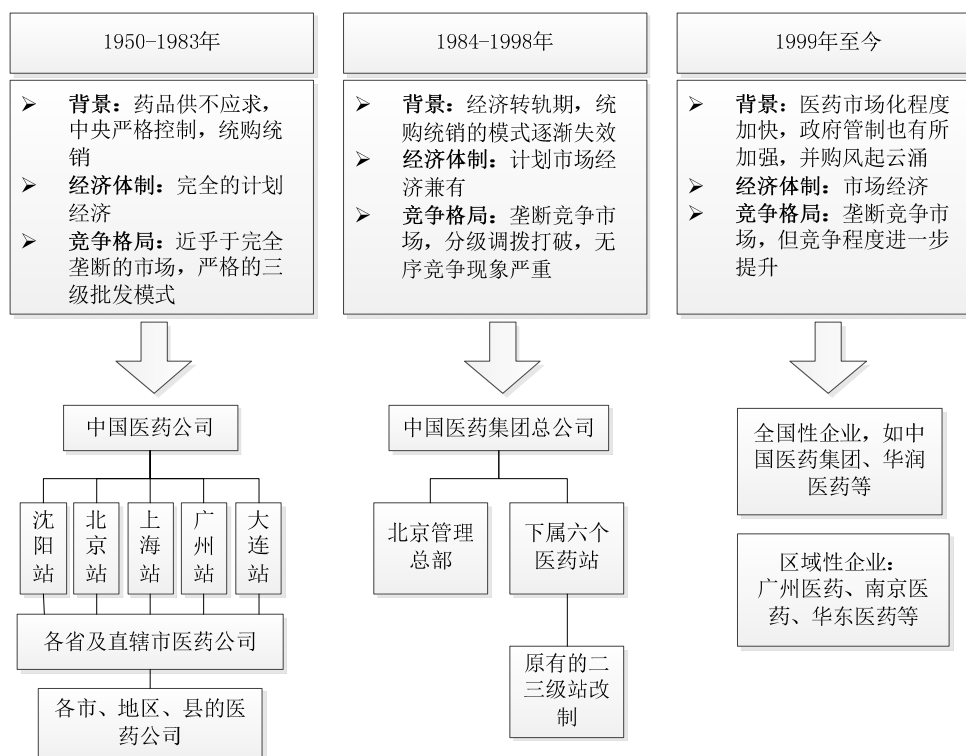 1950-1983年
➢ 背景：药品供不应求，
中央严格控制，统购统
销
➢ 经济体制：完全的计划
经济
➢ 竞争格局：近乎于完全
垄断的市场，严格的三
级批发模式
中国医药公司
沈阳站
北京站
上海站
广州站
大连站
各省及直辖市医药公司
各市、地区、县的医
药公司
1984-1998年
➢ 背景：经济转轨期，统
购统销的模式逐渐失效
➢ 经济体制：计划市场经
济兼有
➢ 竞争格局：垄断竞争市
场，分级调拨打破，无
序竞争现象严重
中国医药集团总公司
北京管理
总部
下属六个
医药站
原有的二
三级站改
制
1999年至今
➢ 背景：医药市场化程度
加快，政府管制也有所
加强，并购风起云涌
➢ 经济体制：市场经济
➢ 竞争格局：垄断竞争市
场，但竞争程度进一步
提升
全国性企业，如中
国医药集团、华润
医药等
区域性企业：
广州医药、南京医
药、华东医药等